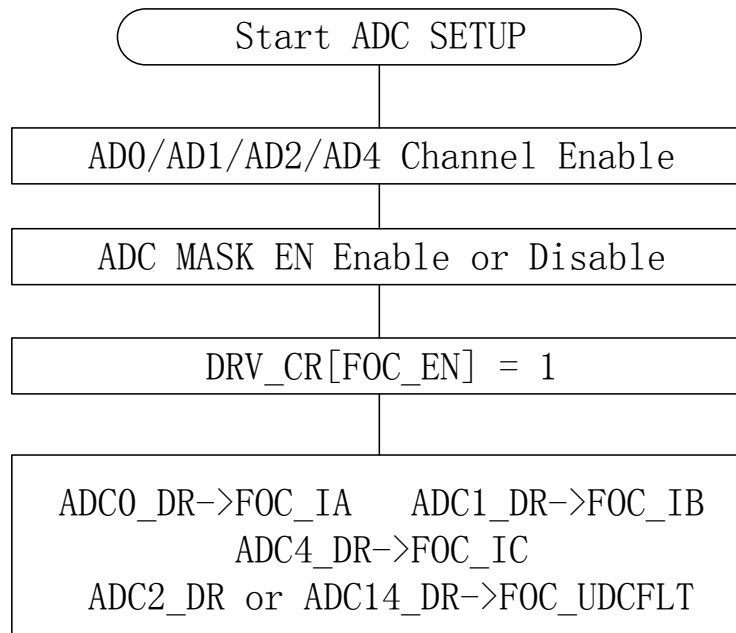 Start ADC SETUP
AD0/AD1/AD2/AD4 Channel Enable
ADC MASK EN Enable or Disable
DRV_CR[FOC_EN] = 1
ADC0_DR->FOC_IA ADC1_DR->FOC_IB
ADC4_DR->FOC_IC
ADC2_DR or ADC14_DR->FOC_UDCFLT